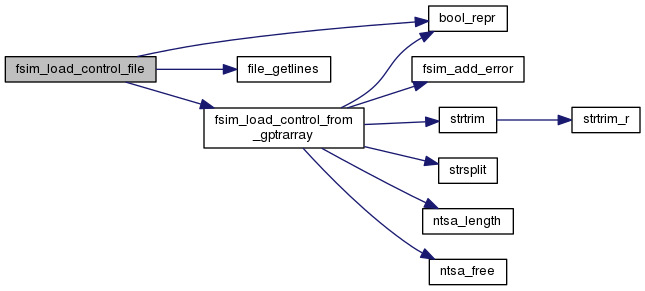 bool_repr
fsim_load_control_file
file_getlines
fsim_add_error
fsim_load_control_from
_gptrarray
strtrim
strtrim_r
strsplit
ntsa_length
ntsa_free